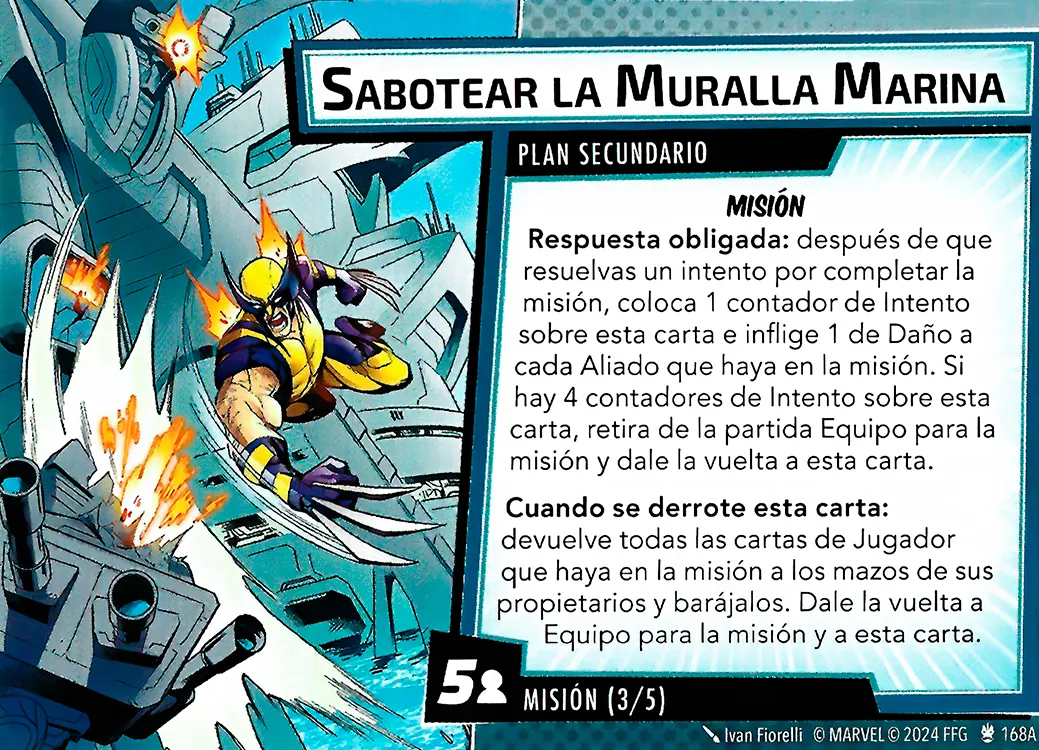 SABOTEAR LA MURALLA MARINA
PLAN SECUNDARIO
MISIÓN
Respuesta obligada: después de que
resuelvas un intento por completar la
misión, coloca 1 contador de Intento
sobre esta carta e inflige 1 de Daño a
cada Aliado que haya en la misión. Si
hay 4 contadores de Intento sobre esta
carta, retira de la partida Equipo para la
misión y dale la vuelta a esta carta.
Cuando se derrote esta carta:
devuelve todas las cartas de Jugador
que haya en la misión a los mazos de sus
propietarios y barájalos. Dale la vuelta a
Equipo para la misión y a esta carta.
5
MISIÓN (3/5)
Ivan Fiorelli © MARVEL © 2024 FFG 168A